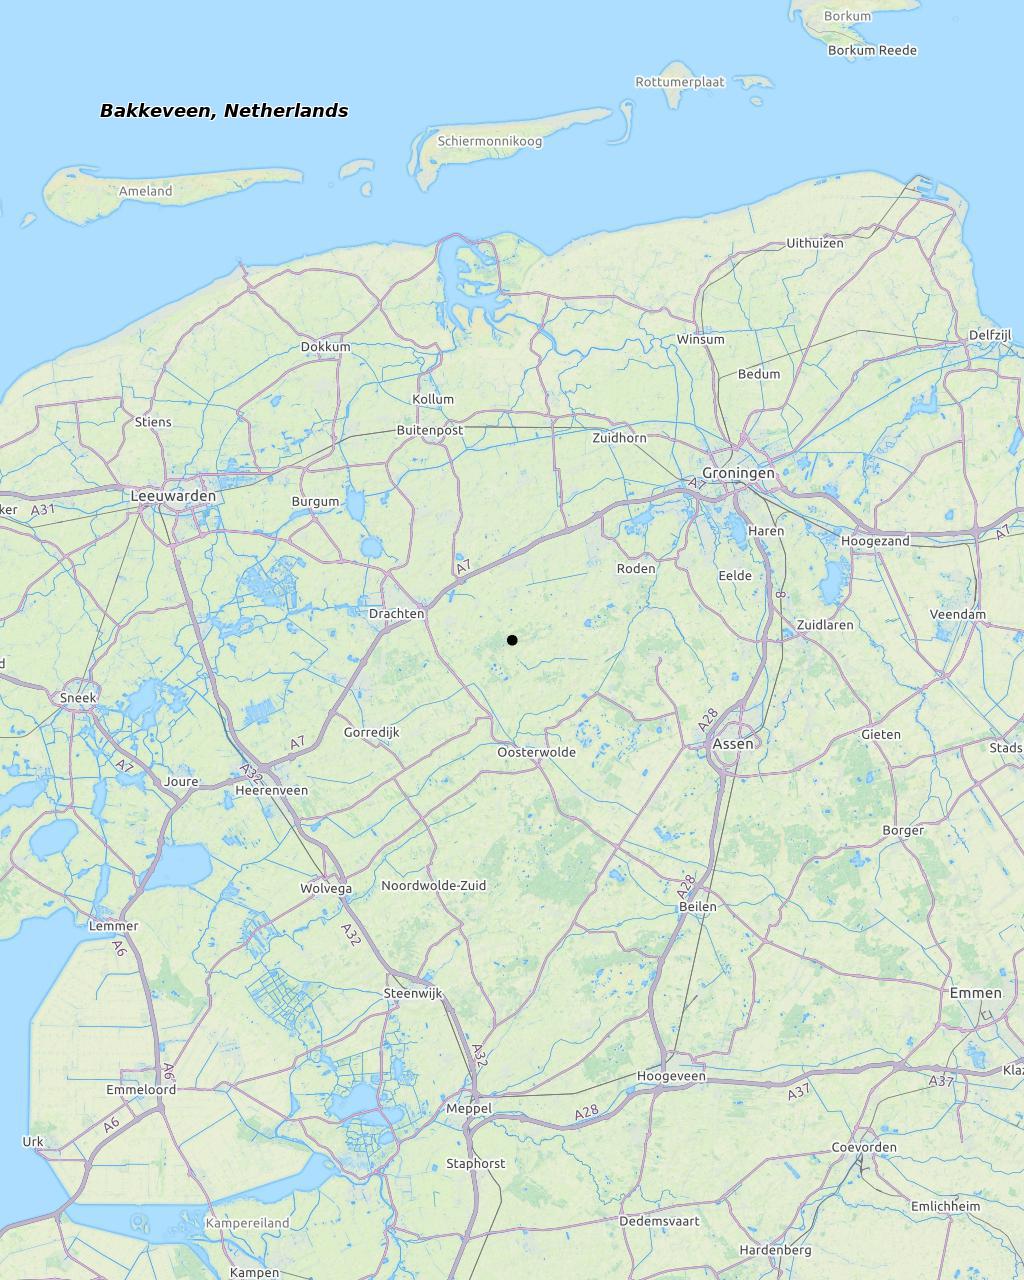 Borkum
Borkum Reede
Rottumerplaat
Bakkeveen, Netherlands
Schiermonnikoog
Ameland
Uithuizen
Delfzijl
Winsum
Dokkum
Bedum
Kollum
Stiens
Buitenpost
Zuidhorn
Groningen
A7
Leeuwarden
Burgum
ker
A31
Haren
A7
Hoogezand
A7
Roden
Eelde
8
Drachten
Veendam
Zuidlaren
d
Sneek
A28
Gorredijk
Gieten
A7
Assen
Stads
Oosterwolde
A7
A32
Joure
Heerenveen
Borger
Wolvega
Noordwolde-Zuid
A28
Beilen
Lemmer
A32
A6
Steenwijk
Emmen
A32
A6
Klaz
Hoogeveen
A37
Emmeloord
A37
Meppel
A28
A6
Urk
Coevorden
Staphorst
Emlichheim
Kampereiland
Dedemsvaart
Hardenberg
Kampen